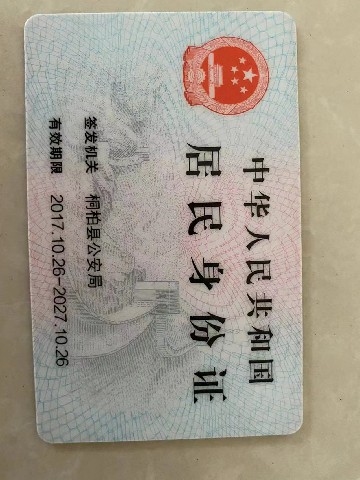 中华人民共和国
居民身份证
签发机关 桐柏县公安局
有效期限 2017.10.26-2027.10.26